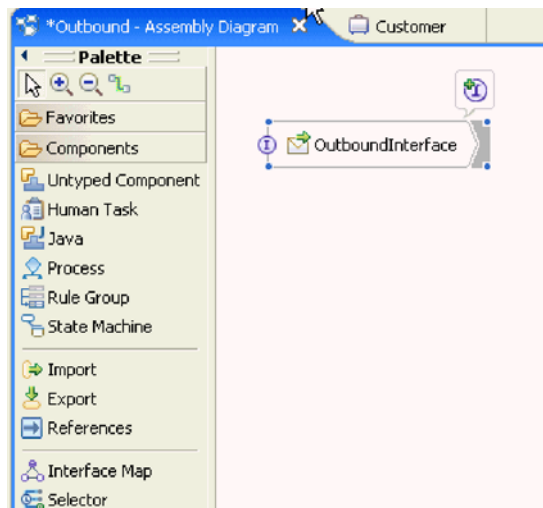 *Outbound - Assembly Diagram
Customer
Palette
Favorites
Components
Untyped Component
Human Task
Java
Process
Rule Group
State Machine
Import
Export
References
Interface Map
Selector
I
OutboundInterface
I